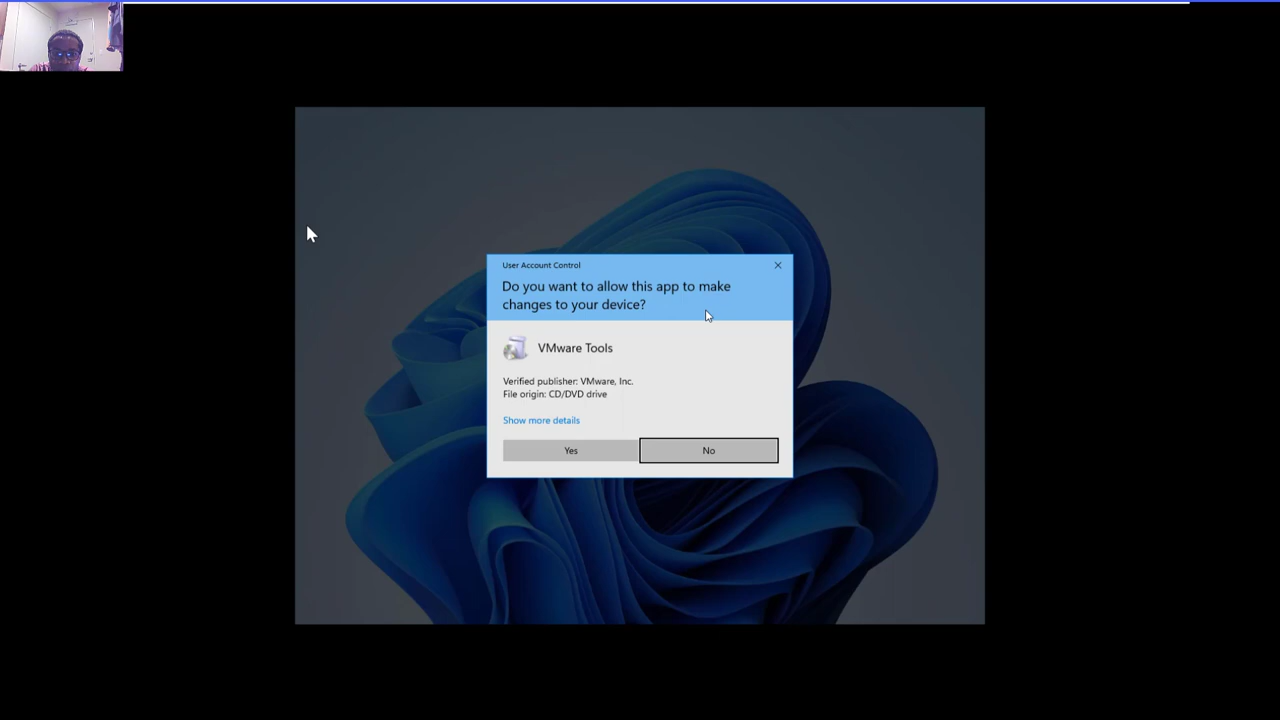 User Account Control
Do you want to allow this app to make
changes to your device?
VMware Tools
Verified publisher: VMware, Inc.
File origin: CD/DVD drive
Show more details
Yes
No